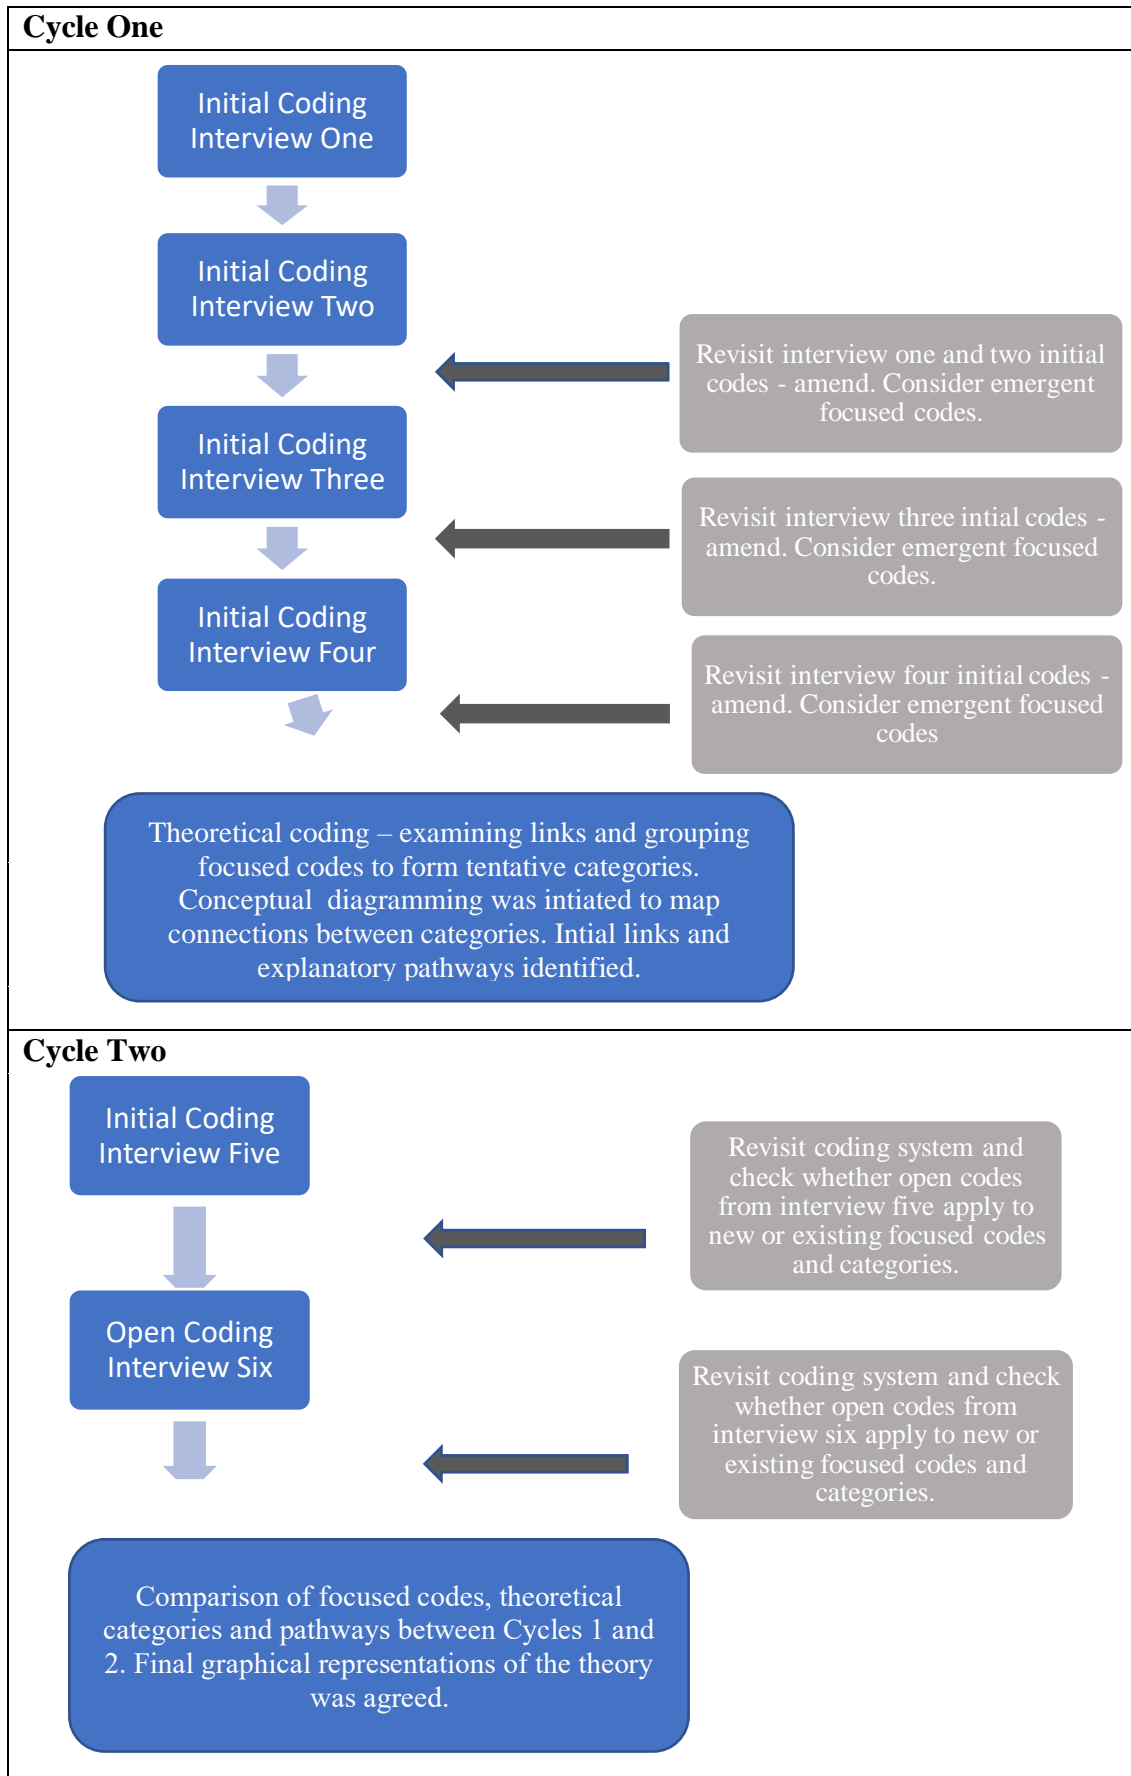 Cycle One
Initial Coding
Interview One
Initial Coding
Interview Two
Revisit interview one and two initial
codes - amend. Consider emergent
focused codes.
Initial Coding
Interview Three
Revisit interview three intial codes -
amend. Consider emergent focused
codes.
Initial Coding
Interview Four
Revisit interview four initial codes -
amend. Consider emergent focused
codes
Theoretical coding – examining links and grouping
focused codes to form tentative categories.
Conceptual diagramming was intiated to map
connections between categories. Intial links and
explanatory pathways identified.
Cycle Two
Initial Coding
Interview Five
Revisit coding system and
check whether open codes
from interview five apply to
new or existing focused codes
and categories.
Open Coding
Interview Six
Revisit coding system and check
whether open codes from
interview six apply to new or
existing focused codes and
categories.
Comparison of focused codes, theoretical
categories and pathways between Cycles 1 and
2. Final graphical representations of the theory
was agreed.